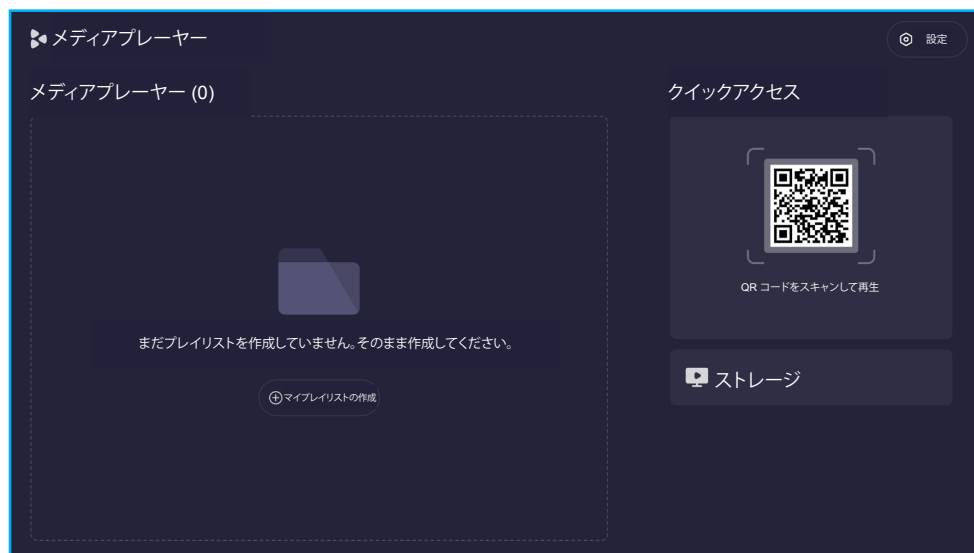 メディアプレーヤー
設定
メディアプレーヤー (0)
クイックアクセス
QR コードをスキャンして再生
まだプレイリストを作成していません。そのまま作成してください。
ストレージ
マイプレイリストの作成